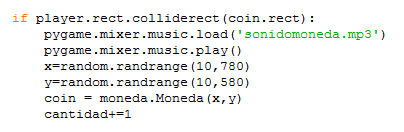 if player.rect.colliderect(coin.rect):
    pygame.mixer.music.load('sonidomoneda.mp3')
    pygame.mixer.music.play()
    x=random.randrange(10,780)
    y=random.randrange(10,580)
    coin = moneda.Moneda(x,y)
    cantidad+=1